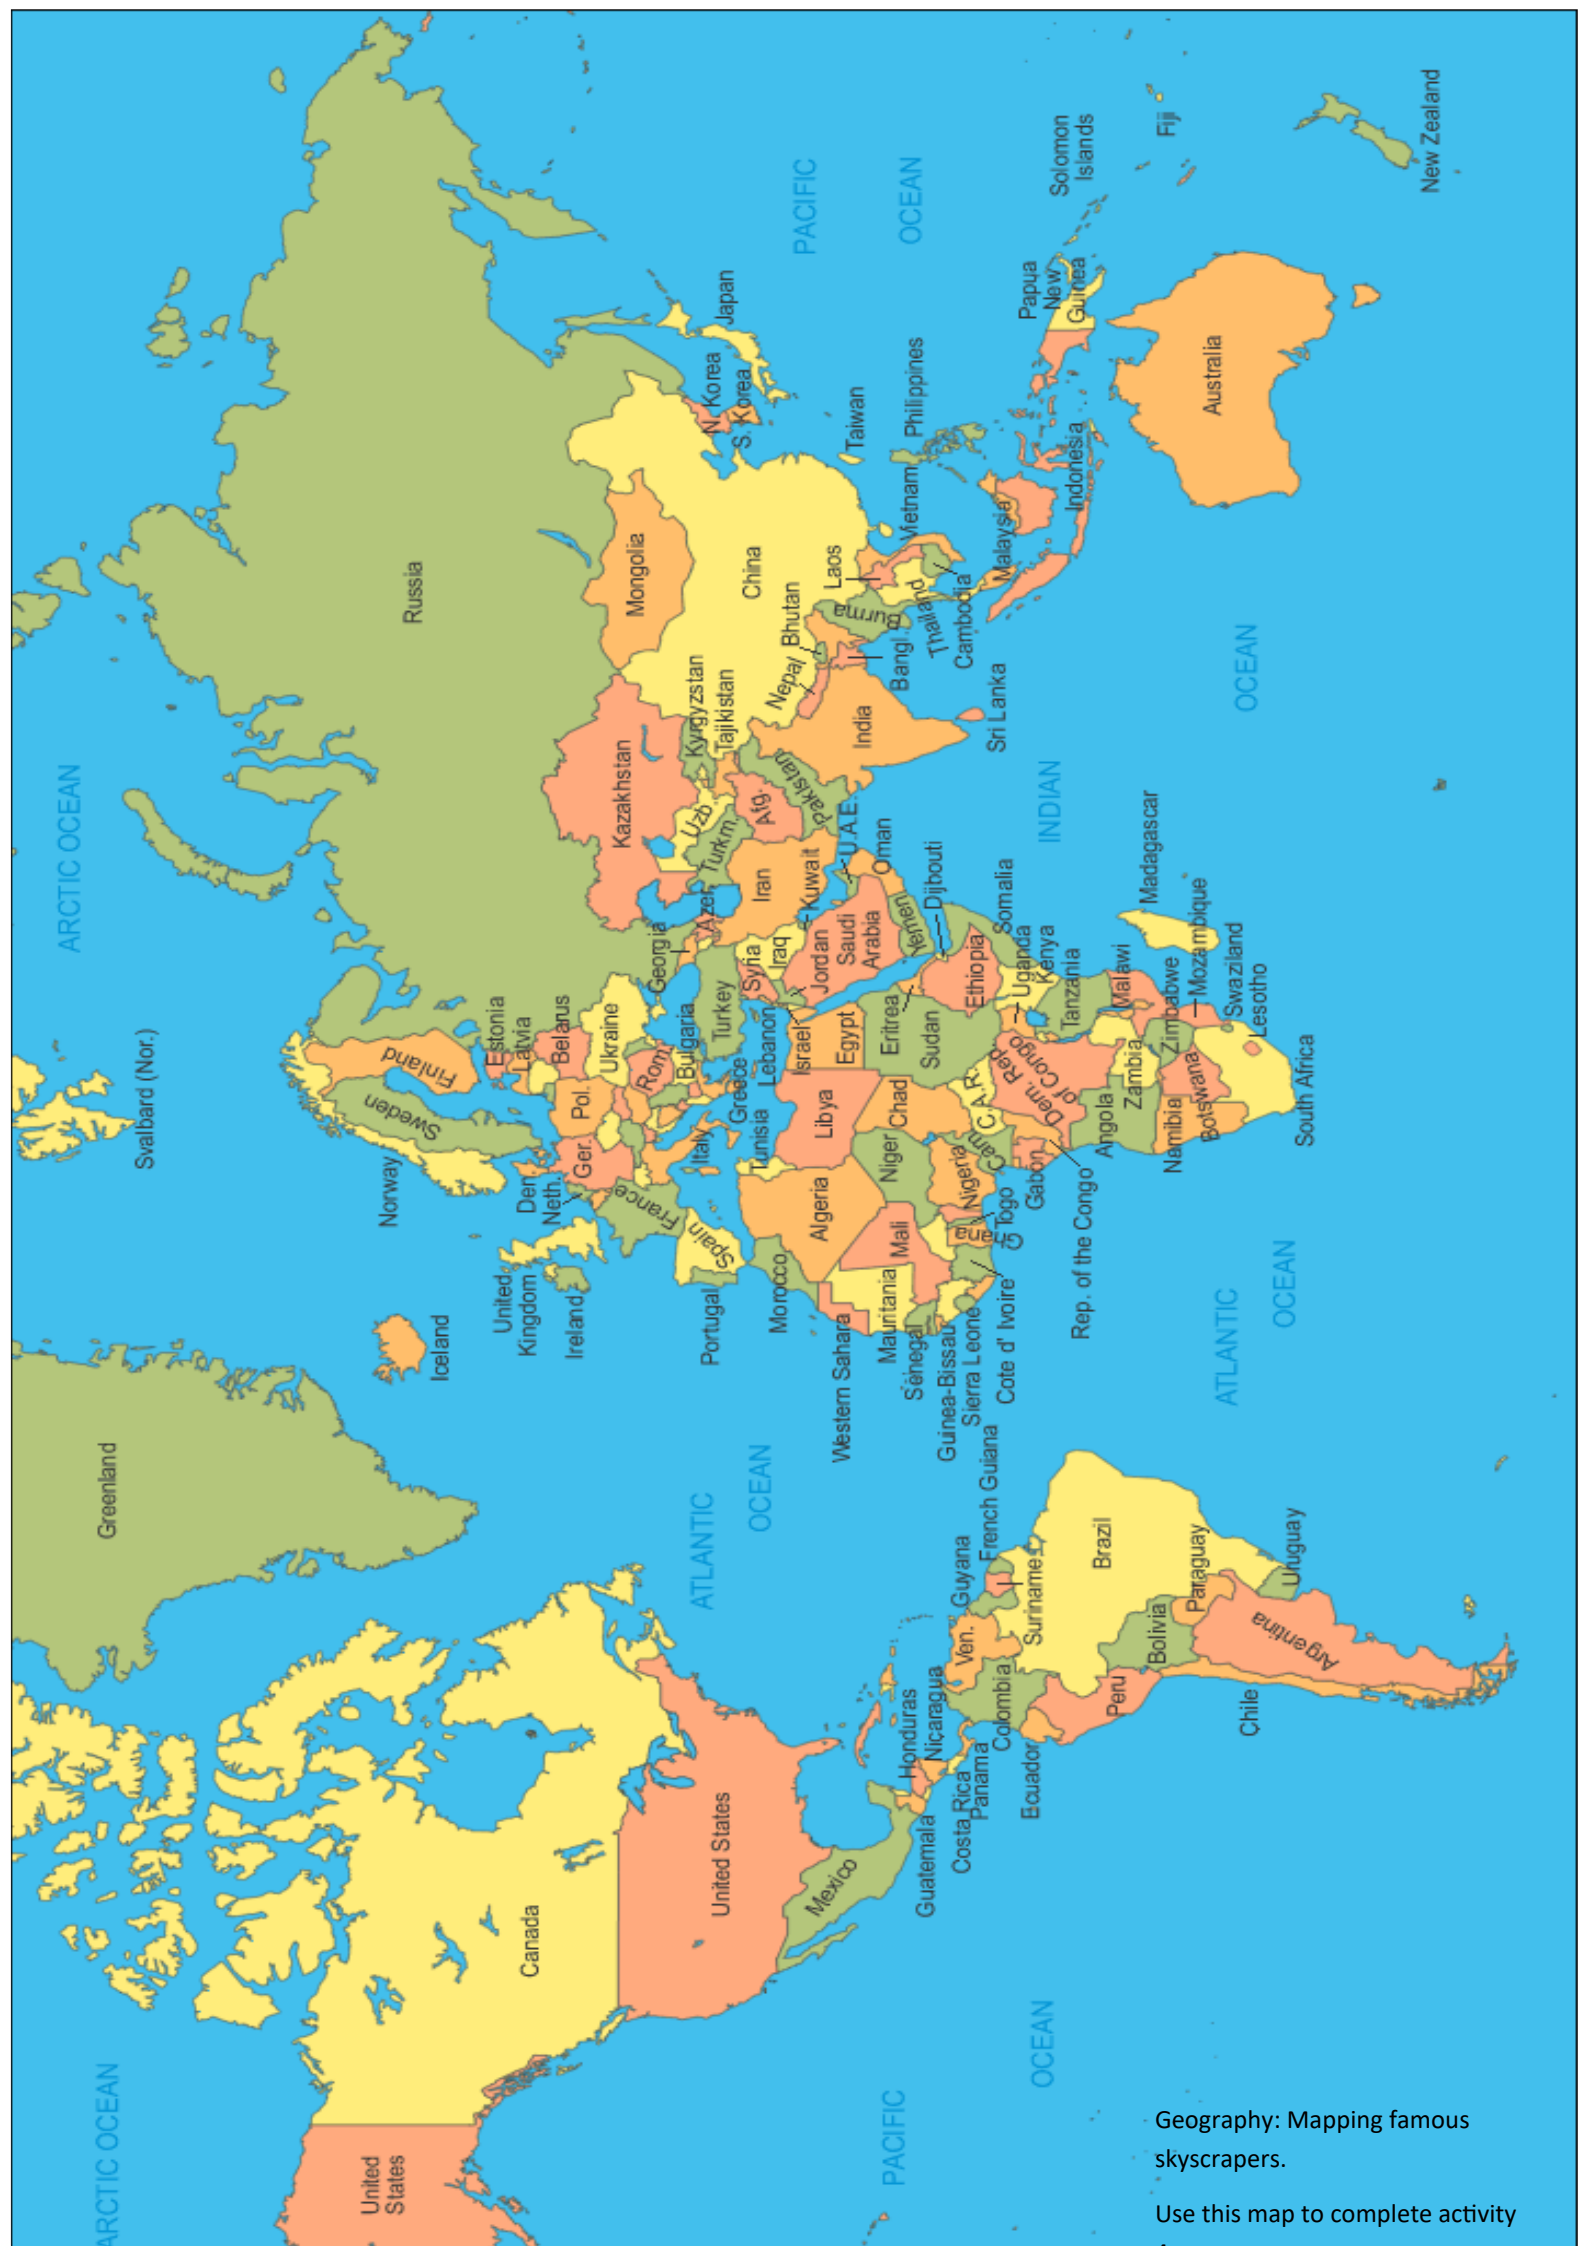 ARCTIC OCEAN
ARCTIC OCEAN
Svalbard (Nor.)
Greenland
Russia
Finland
Sweden
Norway
Iceland
United
States
Canada
Estonia
Latvia
Belarus
Ukraine
Den.
Neth.
Ger.
Pol.
Rom.
Bulgaria
United
Kingdom
Ireland
France
Spain
Portugal
Italy
Greece
Georgia
Azer.
Turkey
Kazakhstan
Uzb.
Turkm.
Kyrgyzstan
Tajikistan
Afg.
Pakistan
Mongolia
China
N. Korea
S. Korea
Japan
Taiwan
PACIFIC
OCEAN
Syria
Iraq
Iran
Lebanon
Israel
Jordan
Kuwait
Saudi
Arabia
U.A.E.
Oman
Yemen
Nepal
Bhutan
India
Bangl.
Burma
Laos
Thailand
Vietnam
Cambodia
Sri Lanka
Philippines
Malaysia
Indonesia
Papua
New
Guinea
Solomon
Islands
Fiji
Australia
New Zealand
ATLANTIC
OCEAN
United States
Mexico
Guatemala
Honduras
Nicaragua
Costa Rica
Panama
Colombia
Ven.
Guyana
Suriname
French Guiana
Ecuador
Peru
Brazil
Bolivia
Paraguay
Uruguay
Argentina
Chile
PACIFIC
OCEAN
Morocco
Tunisia
Algeria
Libya
Egypt
Western Sahara
Mauritania
Mali
Niger
Chad
Sudan
Eritrea
Djibouti
Senegal
Guinea-Bissau
Sierra Leone
Cote d' Ivoire
Ghana
Togo
Nigeria
Cam.
C.A.R.
Ethiopia
Somalia
Uganda
Kenya
Gabon
Rep. of the Congo
Dem. Rep.
of Congo
Tanzania
Angola
Zambia
Malawi
Mozambique
Zimbabwe
Namibia
Botswana
Swaziland
Lesotho
South Africa
Madagascar
ATLANTIC
OCEAN
INDIAN
OCEAN
Geography: Mapping famous
skyscrapers.
Use this map to complete activity